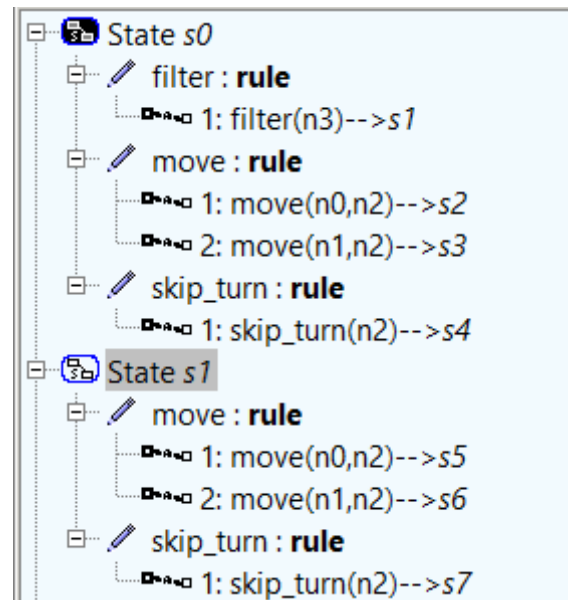 State s0
filter : rule
1: filter(n3)-->s1
move : rule
1: move(n0,n2)-->s2
2: move(n1,n2)-->s3
skip_turn : rule
1: skip_turn(n2)-->s4
State s1
move : rule
1: move(n0,n2)-->s5
2: move(n1,n2)-->s6
skip_turn : rule
1: skip_turn(n2)-->s7